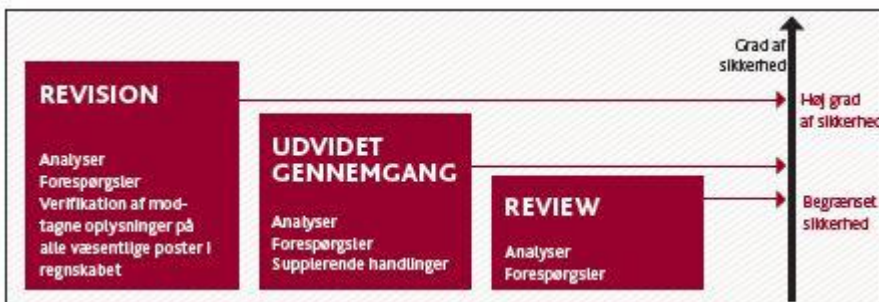 REVISION
Analyser
Forespørgsler
Verifikation af mod-
tagne oplysninger på
alle væsentlige poster i
regnskabet
UDVIDET
GENNEMGANG
Analyser
Forespørgsler
Supplerende handlinger
REVIEW
Analyser
Forespørgsler
Grad af
sikkerhed
Høj grad
af sikkerhed
Begrænset
sikkerhed